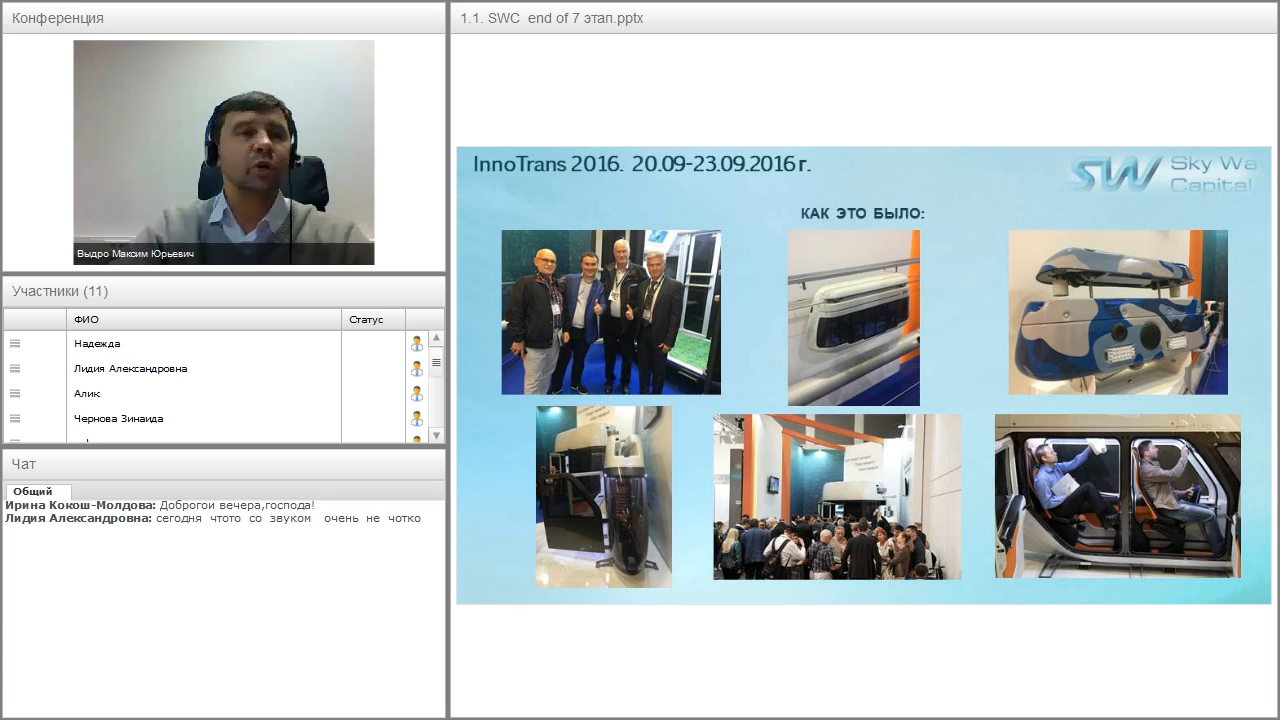 Конференция
Выдро Максим Юрьевич
Участники (11)
ФИО
Статус
Надежда
Лидия Александровна
Алик
Чернова Зинаида
Чат
Общий
Ирина Кокош-Молдова: Доброгои вечера,господа!
Лидия Александровна: сегодня чтото со звуком очень не чотко
1.1. SWC end of 7 этап.pptx
InnoTrans 2016. 20.09-23.09.2016 г.
SW Sky Wa
Capital
КАК ЭТО БЫЛО: